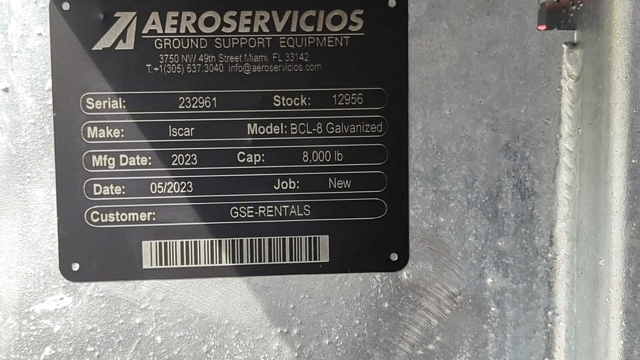 AEROSERVICIOS
GROUND SUPPORT EQUIPMENT
3750 NW 49th Street Miami, FL 33142
T:+1(305) 637.3040 info@aeroservicios.com
Serial: 232961 Stock: 12956
Make: Iscar Model: BCL-8 Galvanized
Mfg Date: 2023 Cap: 8,000 lb
Date: 05/2023 Job: New
Customer: GSE-RENTALS